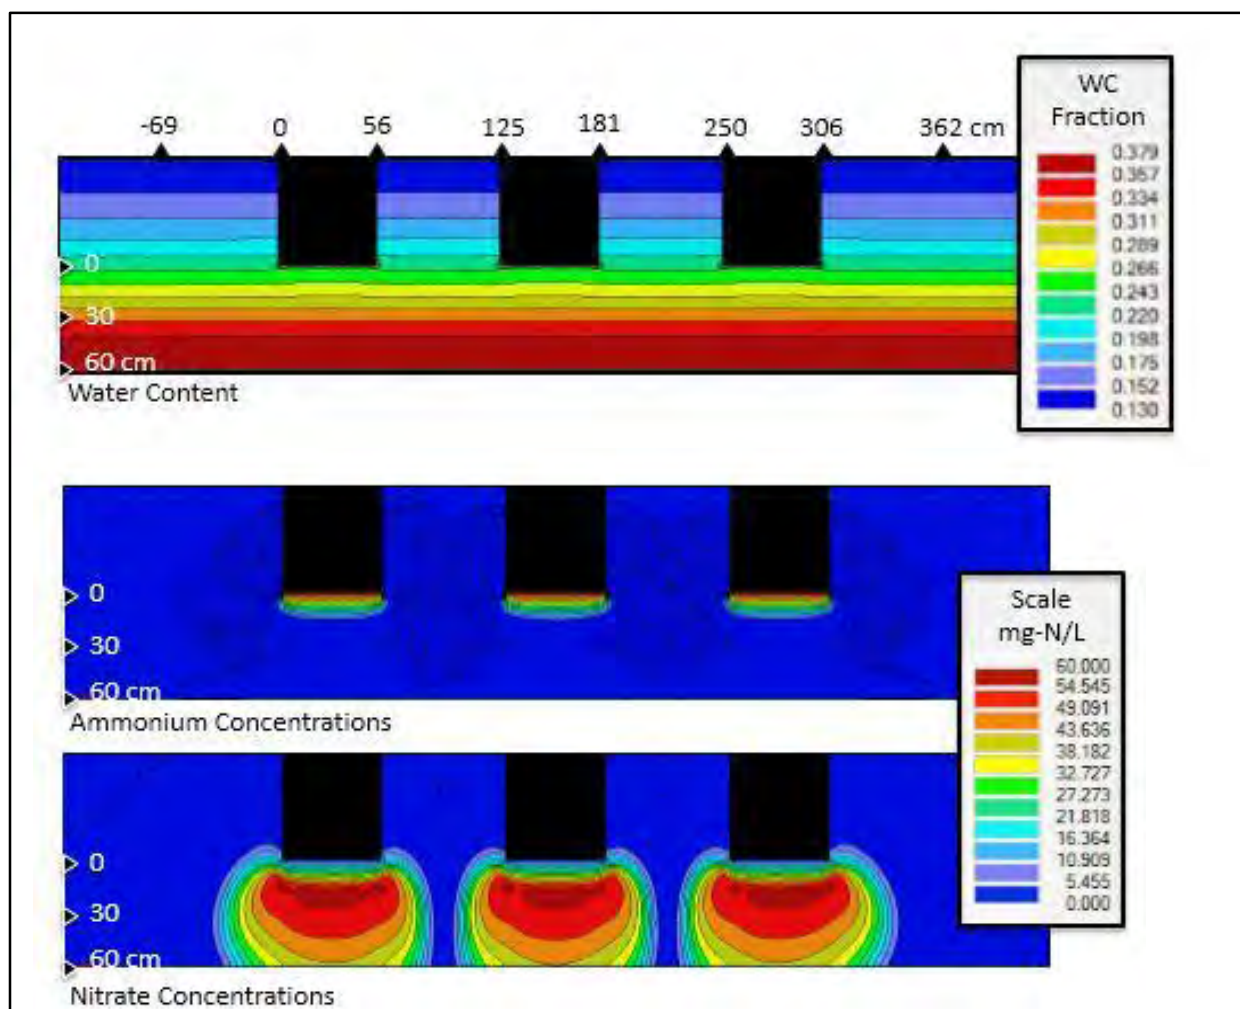 WC
Fraction
-69 0 56 125 181 250 306 362 cm
0.379
0.357
0.334
0.311
0.289
0.266
0.243
0.220
0.198
0.175
0.152
0.130
0
30
60 cm
Water Content
0
30
60 cm
Ammonium Concentrations
Scale
mg-N/L
60.000
54.545
49.091
43.636
38.182
32.727
27.273
21.818
16.364
10.909
5.455
0.000
0
30
60 cm
Nitrate Concentrations